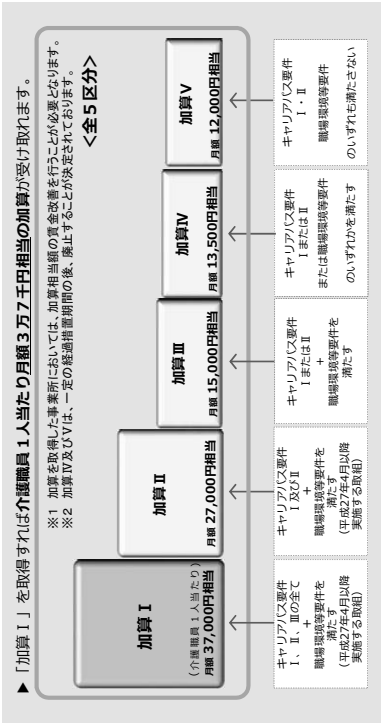 ▶「加算Ⅰ」を取得すれば介護職員1人当たり月額3万7千円相当の加算が受け取れます。
※1 加算を取得した事業所においては、加算相当額の賃金改善を行うことが必要となります。
※2 加算Ⅳ及びⅤは、一定の経過措置期間の後、廃止することが決定されております。
<全5区分>
加算Ⅰ
(介護職員1人当たり)
月額37,000円相当
加算Ⅱ
月額27,000円相当
加算Ⅲ
月額15,000円相当
加算Ⅳ
月額13,500円相当
加算Ⅴ
月額12,000円相当
キャリアパス要件
Ⅰ、Ⅱ、Ⅲの全て
+
職場環境等要件を
満たす
(平成27年4月以降
実施する取組)
キャリアパス要件
Ⅰ及びⅡ
+
職場環境等要件を
満たす
(平成27年4月以降
実施する取組)
キャリアパス要件
ⅠまたはⅡ
+
職場環境等要件を
満たす
キャリアパス要件
ⅠまたはⅡ
または職場環境等要件
のいずれかを満たす
キャリアパス要件
Ⅰ・Ⅱ
職場環境等要件
のいずれも満たさない